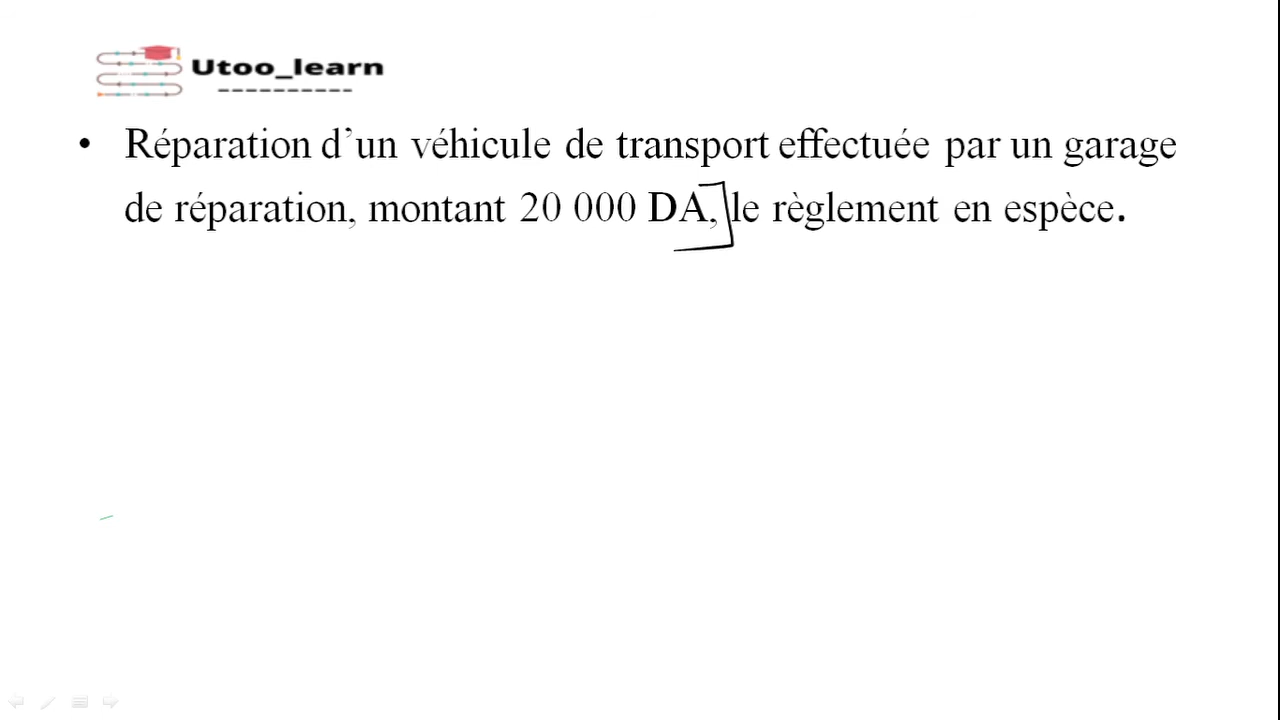 Utoo_learn
• Réparation d’un véhicule de transport effectuée par un garage
de réparation, montant 20 000 DA, le règlement en espèce.